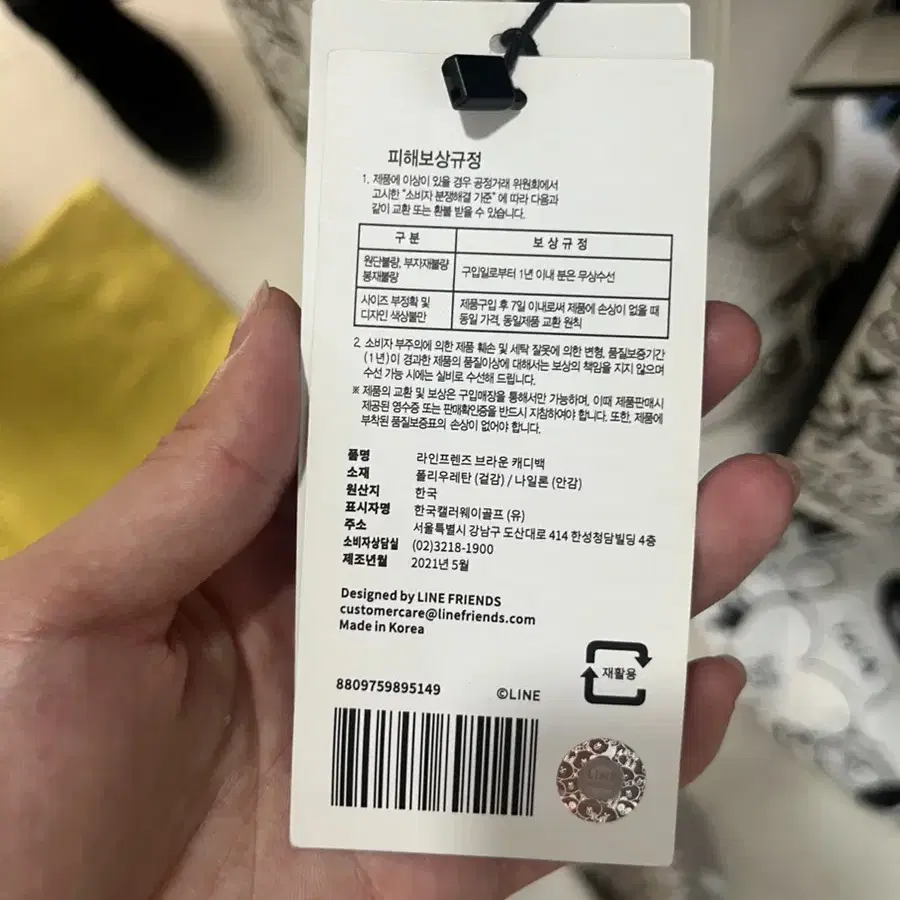 피해보상규정
1. 제품에 이상이 있을 경우 공정거래 위원회에서
고시한 "소비자 분쟁해결 기준" 에 따라 다음과
같이 교환 또는 환불 받을 수 있습니다.
구 분 보 상 규 정
원단불량, 부자재불량
봉재불량
구입일로부터 1년 이내 분은 무상수선
사이즈 부정확 및
디자인 색상불만
제품구입 후 7일 이내로써 제품에 손상이 없을 때
동일 가격, 동일제품 교환 원칙
2. 소비자 부주의에 의한 제품 훼손 및 세탁 잘못에 의한 변형, 품질보증기간
(1년)이 경과한 제품의 품질이상에 대해서는 보상의 책임을 지지 않으며
수선 가능 시에는 실비로 수선해 드립니다.
※ 제품의 교환 및 보상은 구입매장을 통해서만 가능하며, 이때 제품판매시
제공된 영수증 또는 판매확인증을 반드시 지참하여야 합니다. 또한, 제품에
부착된 품질보증표의 손상이 없어야 합니다.
품명 라인프렌즈 브라운 캐디백
소재 폴리우레탄 (겉감) / 나일론 (안감)
원산지 한국
표시자명 한국캘러웨이골프 (유)
주소 서울특별시 강남구 도산대로 414 한성청담빌딩 4층
소비자상담실 (02)3218-1900
제조년월 2021년 5월
Designed by LINE FRIENDS
customercare@linefriends.com
Made in Korea
재활용
8809759895149 ©LINE
LINE